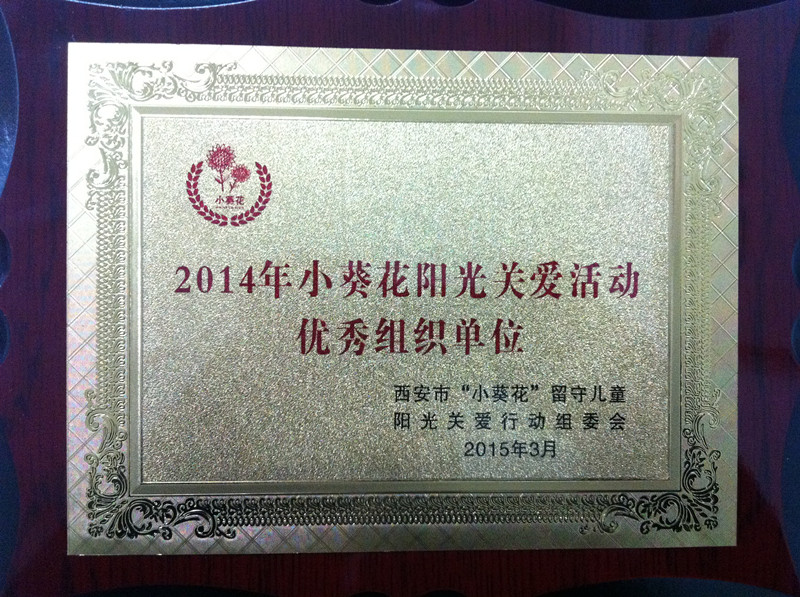 小葵花
2014年小葵花阳光关爱活动
优秀组织单位
西安市“小葵花”留守儿童
阳光关爱行动组委会
2015年3月